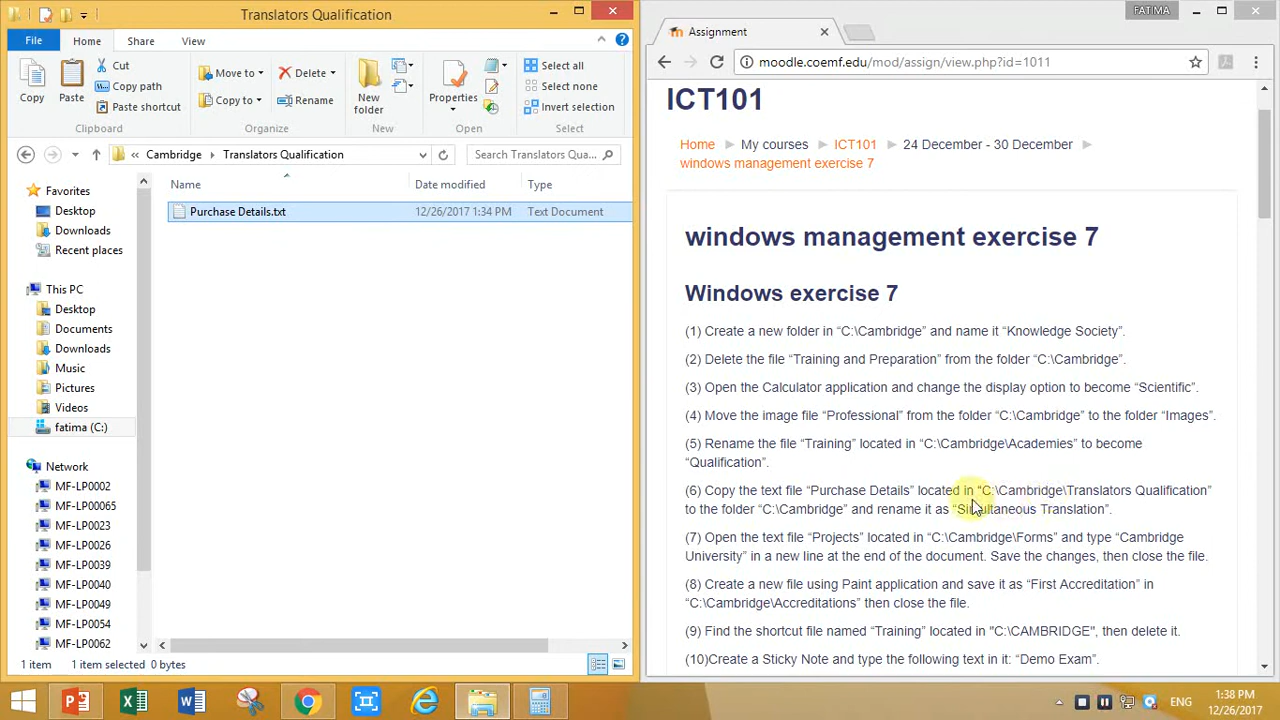 Translators Qualification
File
Home
Share
View
Copy
Paste
Cut
Copy path
Paste shortcut
Clipboard
Move to
Copy to
Delete
Rename
Organize
New
folder
New
Properties
Open
Select all
Select none
Invert selection
Select
Cambridge
Translators Qualification
Search Translators Qua...
Name
Date modified
Type
Purchase Details.txt
12/26/2017 1:34 PM
Text Document
Favorites
Desktop
Downloads
Recent places
This PC
Desktop
Documents
Downloads
Music
Pictures
Videos
fatima (C:)
Network
MF-LP0002
MF-LP00065
MF-LP0023
MF-LP0026
MF-LP0039
MF-LP0040
MF-LP0049
MF-LP0054
MF-LP0062
1 item
1 item selected 0 bytes
FATIMA
Assignment
moodle.coemf.edu/mod/assign/view.php?id=1011
ICT101
Home
My courses
ICT101
24 December - 30 December
windows management exercise 7
windows management exercise 7
Windows exercise 7
(1) Create a new folder in “C:\Cambridge” and name it “Knowledge Society”.
(2) Delete the file “Training and Preparation” from the folder “C:\Cambridge”.
(3) Open the Calculator application and change the display option to become “Scientific”.
(4) Move the image file “Professional” from the folder “C:\Cambridge” to the folder “Images”.
(5) Rename the file “Training” located in “C:\Cambridge\Academies” to become
“Qualification”.
(6) Copy the text file “Purchase Details” located in “C:\Cambridge\Translators Qualification”
to the folder “C:\Cambridge” and rename it as “Simultaneous Translation”.
(7) Open the text file “Projects” located in “C:\Cambridge\Forms” and type “Cambridge
University” in a new line at the end of the document. Save the changes, then close the file.
(8) Create a new file using Paint application and save it as “First Accreditation” in
“C:\Cambridge\Accreditations” then close the file.
(9) Find the shortcut file named “Training” located in "C:\CAMBRIDGE", then delete it.
(10)Create a Sticky Note and type the following text in it: “Demo Exam”.
ENG
1:38 PM
12/26/2017